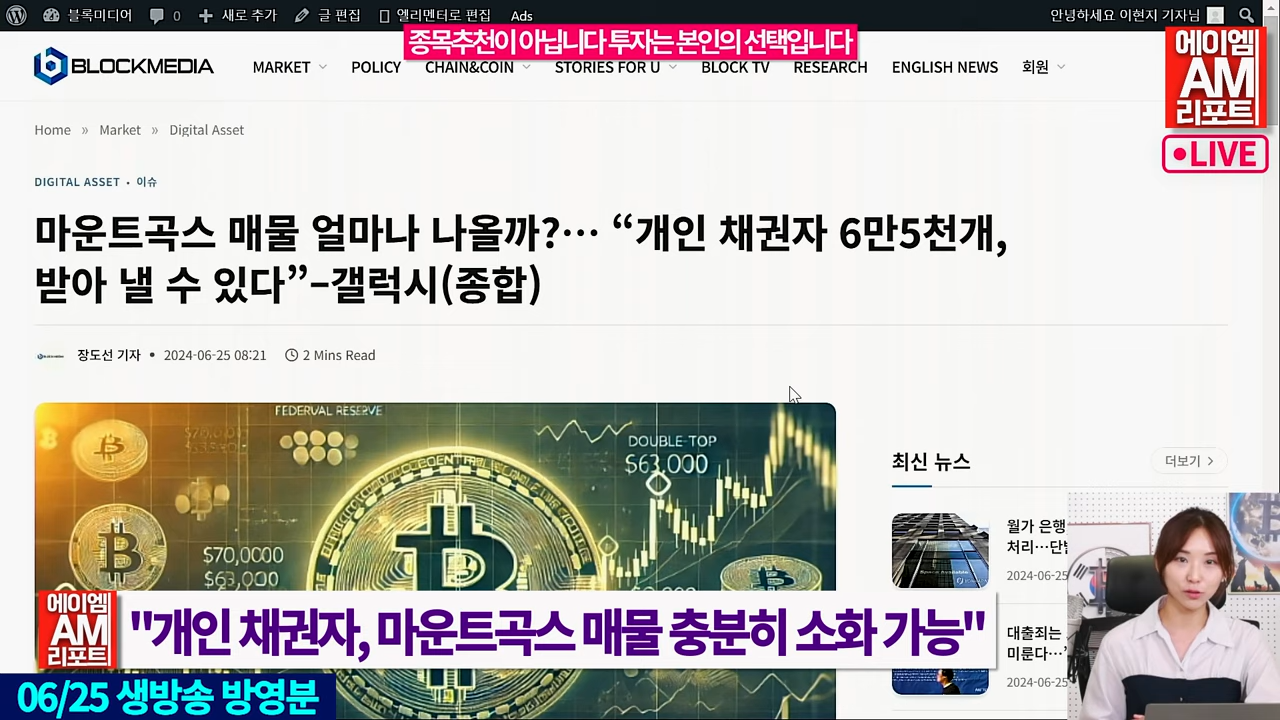 블록미디어 0 새로 추가 글 편집 엘리멘터로 편집 Ads 안녕하세요 이현지 기자님
종목추천이 아닙니다 투자는 본인의 선택입니다
BLOCKMEDIA MARKET POLICY CHAIN&COIN STORIES FOR U BLOCK TV RESEARCH ENGLISH NEWS 회원
에이엠
AM
리포트
•LIVE
Home » Market » Digital Asset
DIGITAL ASSET • 이슈
마운트곡스 매물 얼마나 나올까?… “개인 채권자 6만5천개,
받아 낼 수 있다”–갤럭시(종합)
장도선 기자 • 2024-06-25 08:21 2 Mins Read
FEDERVAL RESERVE
DOUBLE-TOP
$63,000
$70,0000
$63,000
최신 뉴스 더보기
월가 은행
처리…단
2024-06-25
대출죄는
미룬다…
2024-06-25
에이엠
AM
리포트
"개인 채권자, 마운트곡스 매물 충분히 소화 가능"
06/25 생방송 방영분